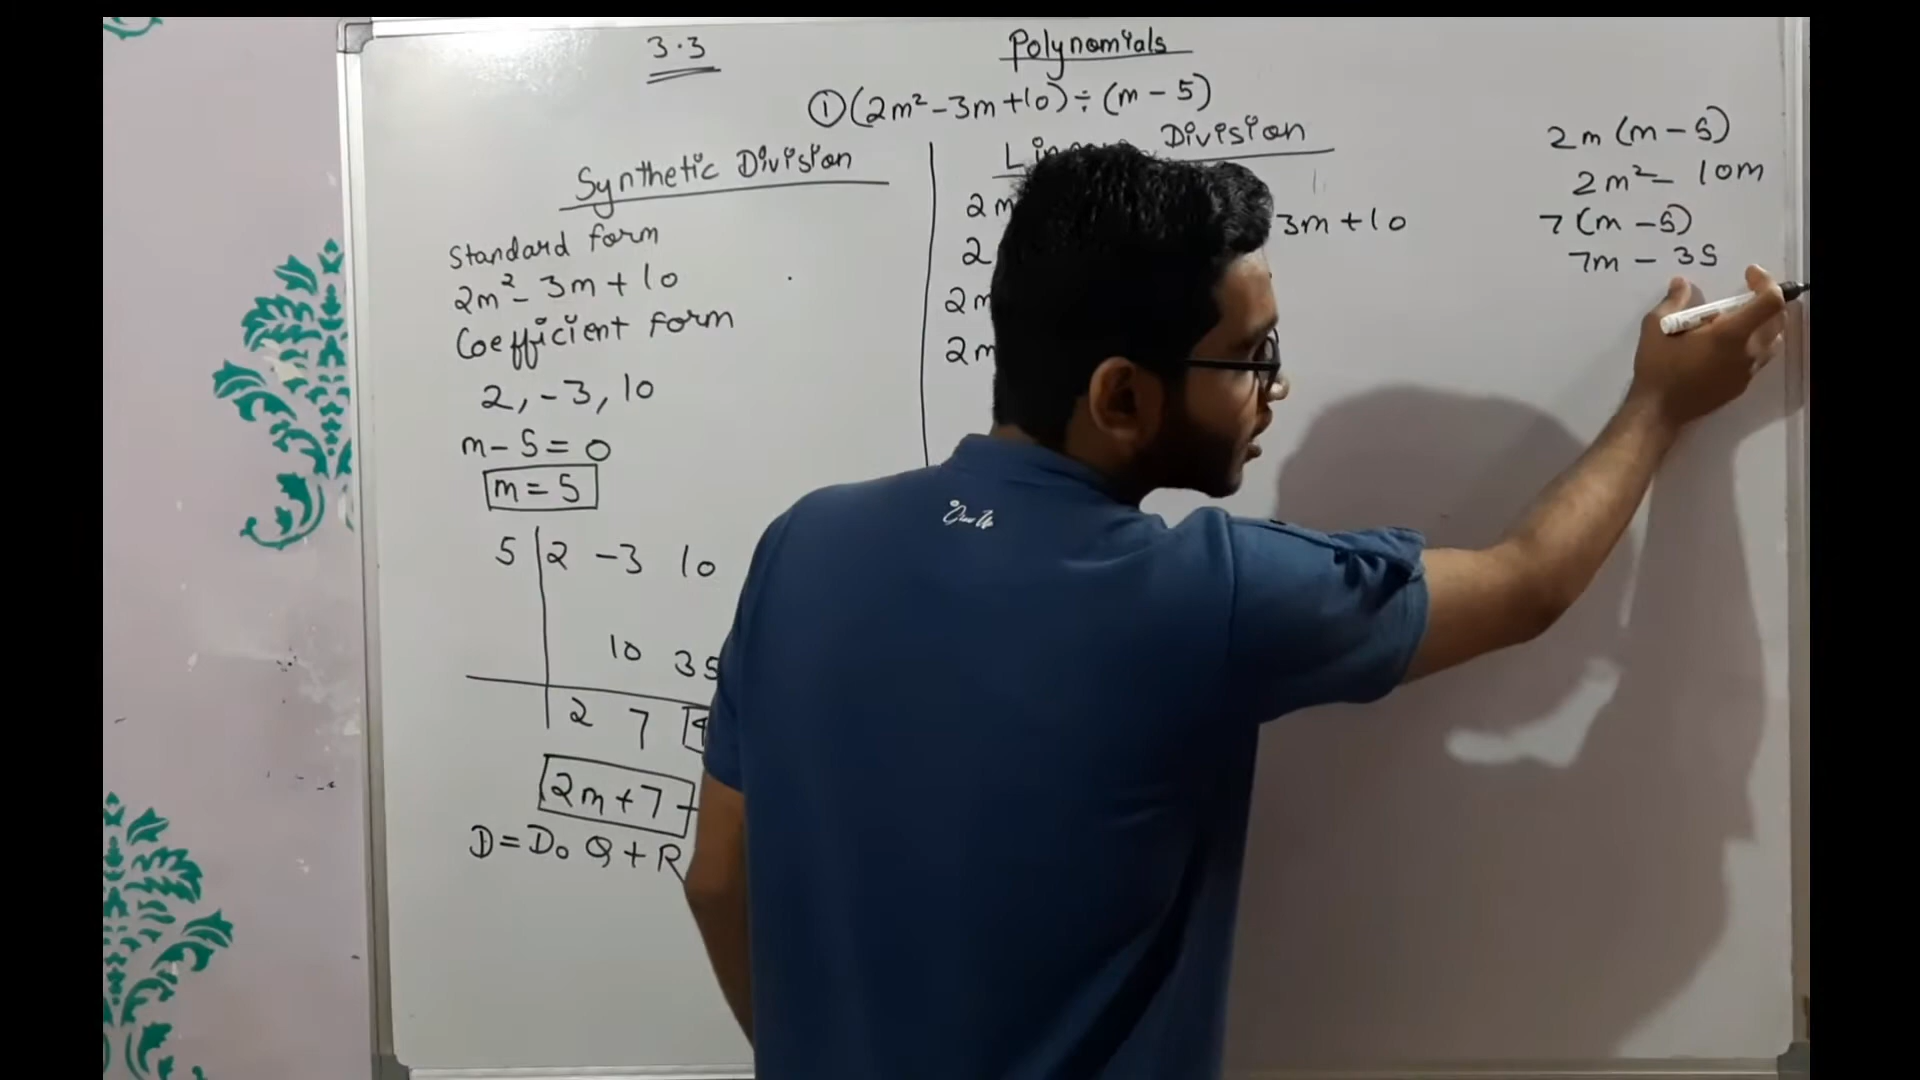 3.3
Polynomials
① (2m² - 3m + 10) ÷ (m - 5)
Synthetic Division
Standard form
2m² - 3m + 10
Coefficient form
2, -3, 10
m - 5 = 0
m = 5
5 | 2 -3 10
10 35
2 7
2m + 7
D = D o Q + R
Division
2m 3m + 10
2
2m
2m
2m (m - 5)
2m² - 10m
7 (m - 5)
7m - 35